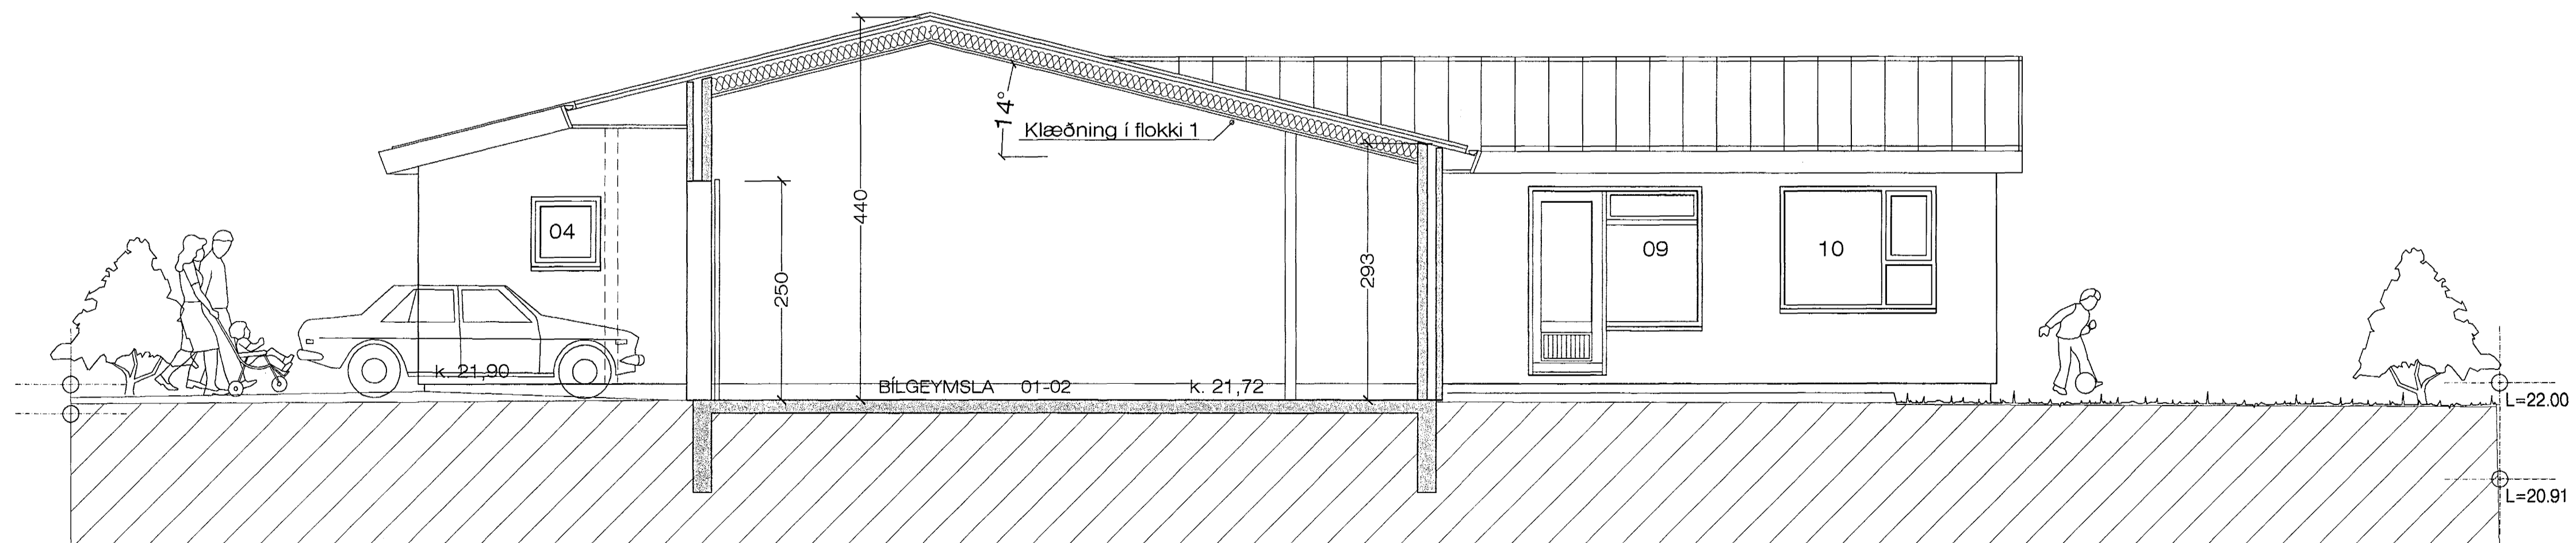 14°
Klæðning í flokki 1
440
04
09
10
250
293
k. 21,90
BÍLGEYMSLA 01-02 k. 21,72
L=22.00
L=20.91